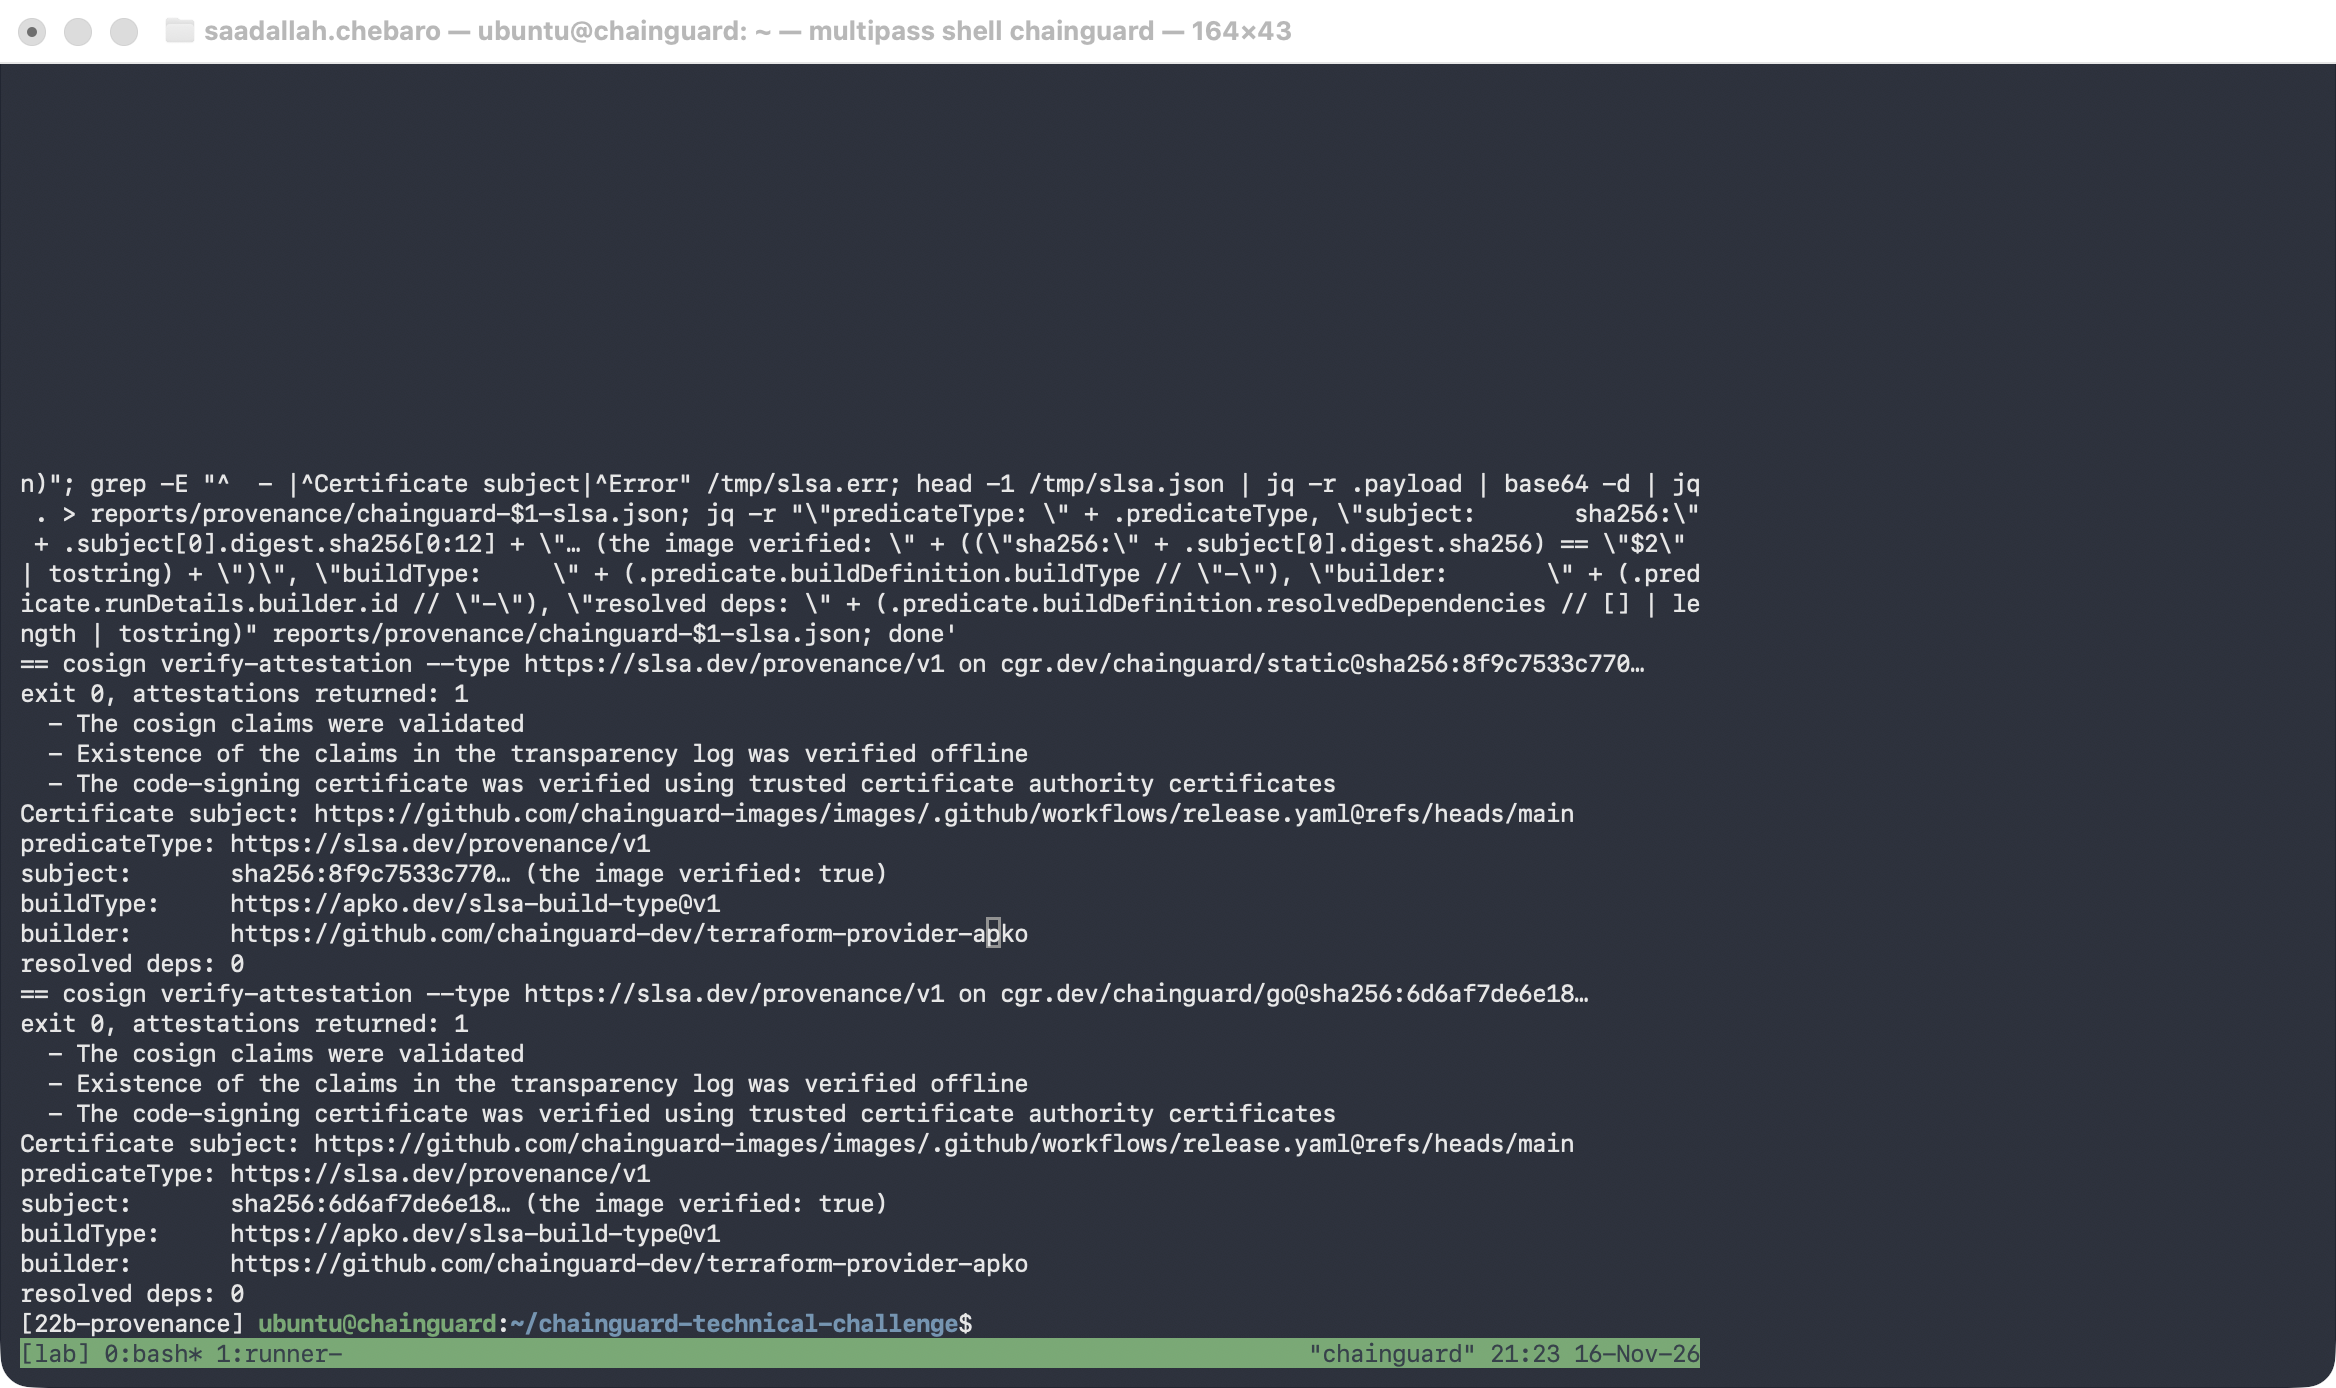 saadallah.chebaro — ubuntu@chainguard: ~ — multipass shell chainguard — 164×43
n)"; grep -E "^  - |^Certificate subject|^Error" /tmp/slsa.err; head -1 /tmp/slsa.json | jq -r .payload | base64 -d | jq
 . > reports/provenance/chainguard-$1-slsa.json; jq -r "\"predicateType: \" + .predicateType, \"subject:       sha256:\"
 + .subject[0].digest.sha256[0:12] + \"… (the image verified: \" + ((\"sha256:\" + .subject[0].digest.sha256) == \"$2\"
| tostring) + \")\", \"buildType:     \" + (.predicate.buildDefinition.buildType // \"-\"), \"builder:       \" + (.pred
icate.runDetails.builder.id // \"-\"), \"resolved deps: \" + (.predicate.buildDefinition.resolvedDependencies // [] | le
ngth | tostring)" reports/provenance/chainguard-$1-slsa.json; done'
== cosign verify-attestation --type https://slsa.dev/provenance/v1 on cgr.dev/chainguard/static@sha256:8f9c7533c770…
exit 0, attestations returned: 1
  - The cosign claims were validated
  - Existence of the claims in the transparency log was verified offline
  - The code-signing certificate was verified using trusted certificate authority certificates
Certificate subject: https://github.com/chainguard-images/images/.github/workflows/release.yaml@refs/heads/main
predicateType: https://slsa.dev/provenance/v1
subject:       sha256:8f9c7533c770… (the image verified: true)
buildType:     https://apko.dev/slsa-build-type@v1
builder:       https://github.com/chainguard-dev/terraform-provider-apko
resolved deps: 0
== cosign verify-attestation --type https://slsa.dev/provenance/v1 on cgr.dev/chainguard/go@sha256:6d6af7de6e18…
exit 0, attestations returned: 1
  - The cosign claims were validated
  - Existence of the claims in the transparency log was verified offline
  - The code-signing certificate was verified using trusted certificate authority certificates
Certificate subject: https://github.com/chainguard-images/images/.github/workflows/release.yaml@refs/heads/main
predicateType: https://slsa.dev/provenance/v1
subject:       sha256:6d6af7de6e18… (the image verified: true)
buildType:     https://apko.dev/slsa-build-type@v1
builder:       https://github.com/chainguard-dev/terraform-provider-apko
resolved deps: 0
[22b-provenance] ubuntu@chainguard:~/chainguard-technical-challenge$
[lab] 0:bash* 1:runner-    "chainguard" 21:23 16-Nov-26